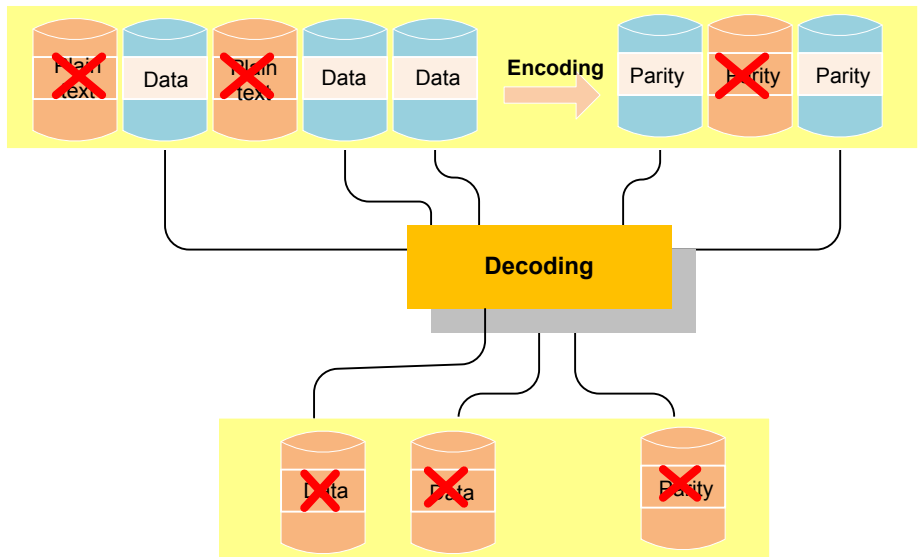 Plain
text
Data
Plain
text
Data
Data
Encoding
Parity
Parity
Parity
Decoding
Data
Data
Parity